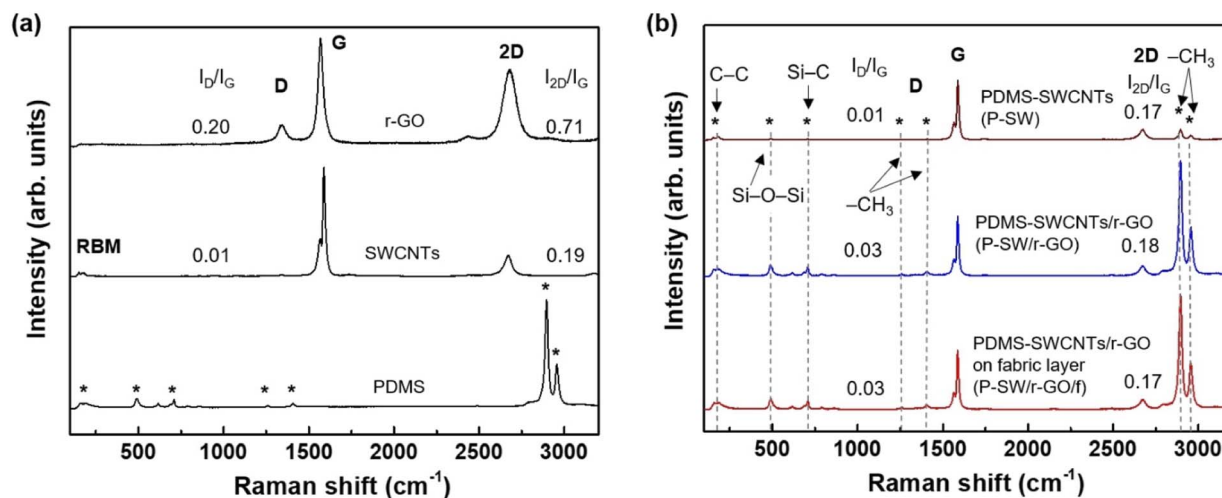 (a)
G
2D
I_D/I_G
D
I_2D/I_G
0.20
r-GO
0.71
RBM
0.01
SWCNTs
0.19
*
*
* * * * *
PDMS
500 1000 1500 2000 2500 3000
Raman shift (cm⁻¹)
Intensity (arb. units)
(b)
G
2D
–CH₃
C–C
Si–C
I_D/I_G
D
PDMS-SWCNTs
(P-SW)
I_2D/I_G
0.17
0.01
* * * * * * *
Si–O–Si
–CH₃
PDMS-SWCNTs/r-GO
(P-SW/r-GO)
0.03
0.18
PDMS-SWCNTs/r-GO
on fabric layer
(P-SW/r-GO/f)
0.03
0.17
500 1000 1500 2000 2500 3000
Raman shift (cm⁻¹)
Intensity (arb. units)